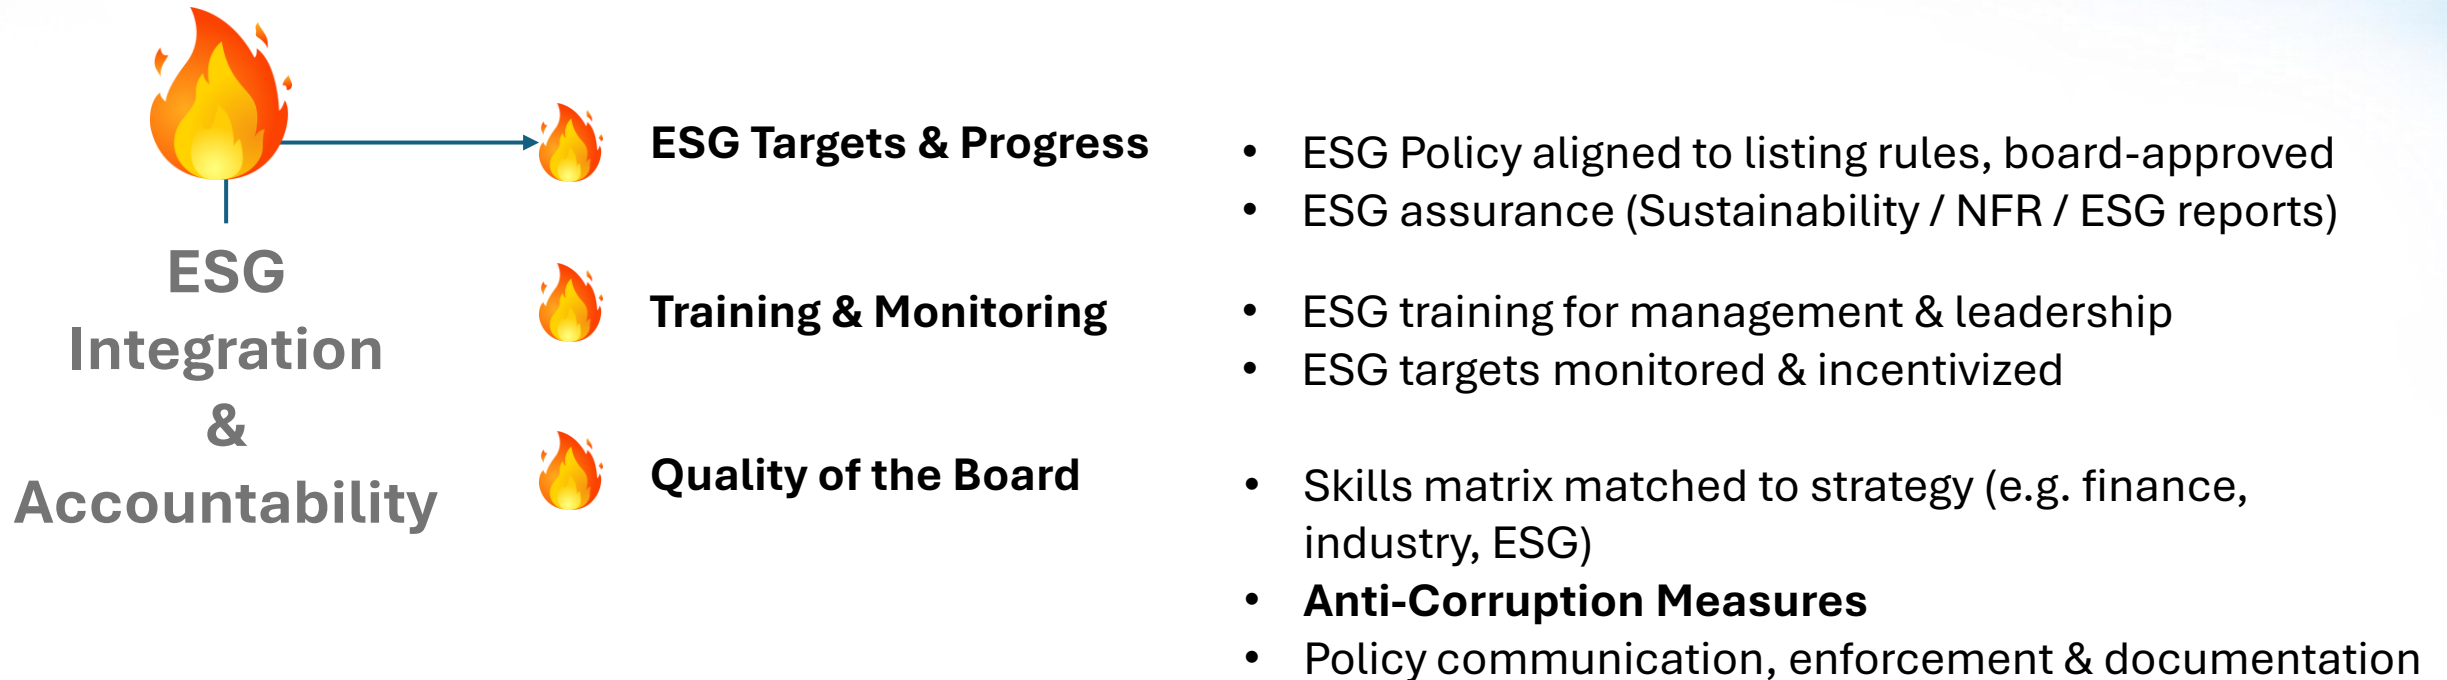 ESG
Integration
&
Accountability
ESG Targets & Progress
• ESG Policy aligned to listing rules, board-approved
• ESG assurance (Sustainability / NFR / ESG reports)
Training & Monitoring
• ESG training for management & leadership
• ESG targets monitored & incentivized
Quality of the Board
• Skills matrix matched to strategy (e.g. finance,
industry, ESG)
• Anti-Corruption Measures
• Policy communication, enforcement & documentation